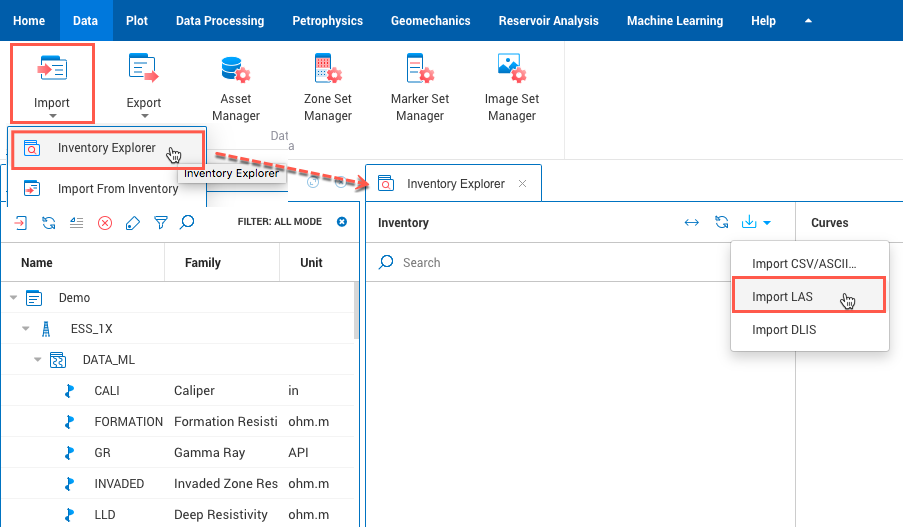 Home Data Plot Data Processing Petrophysics Geomechanics Reservoir Analysis Machine Learning Help
Import Export Asset Manager Zone Set Manager Marker Set Manager Image Set Manager
Dat
a
Inventory Explorer
Inventory Explorer
Import From Inventory
Inventory Explorer
FILTER: ALL MODE
Inventory
Curves
Name Family Unit
Search
Import CSV/ASCII...
Import LAS
Import DLIS
Demo
ESS_1X
DATA_ML
CALI Caliper in
FORMATION Formation Resisti ohm.m
GR Gamma Ray API
INVADED Invaded Zone Res ohm.m
LLD Deep Resistivity ohm.m